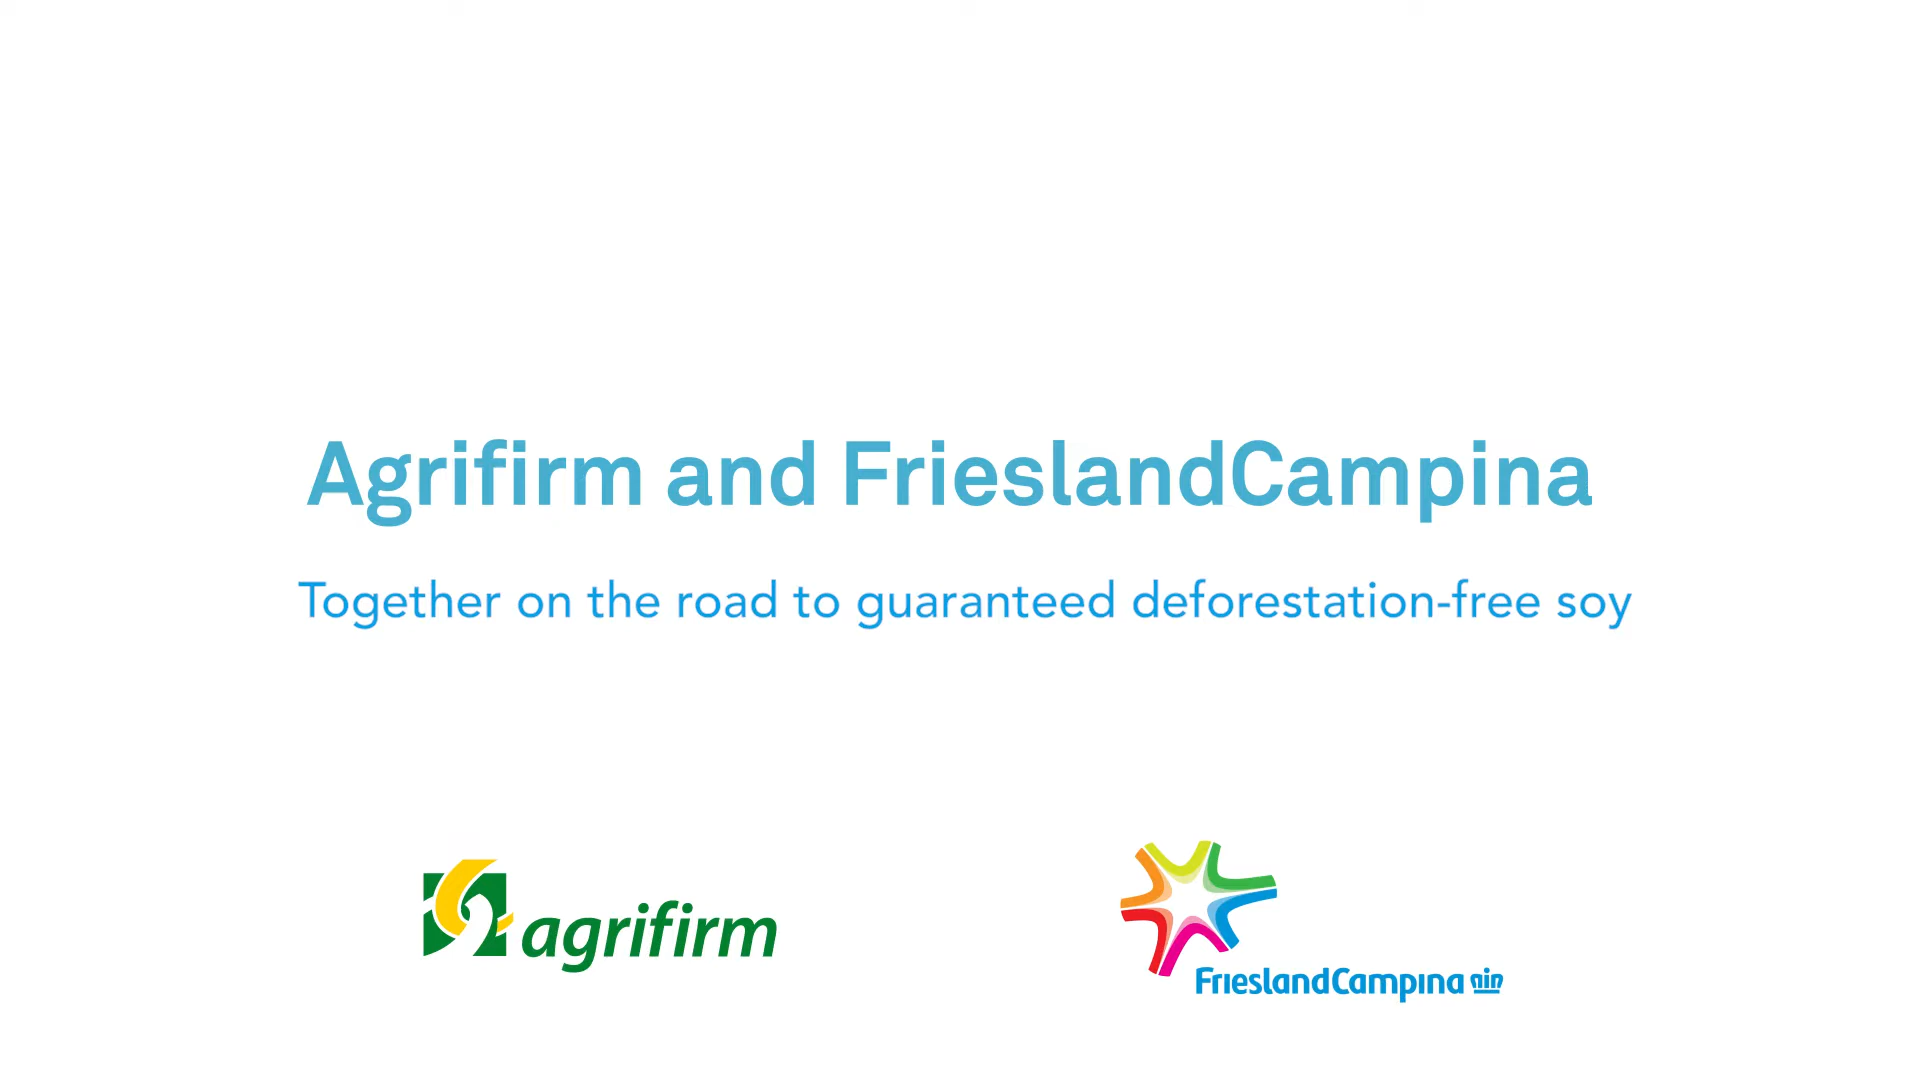 Agrifirm and FrieslandCampina
Together on the road to guaranteed deforestation-free soy
agrifirm
FrieslandCampina